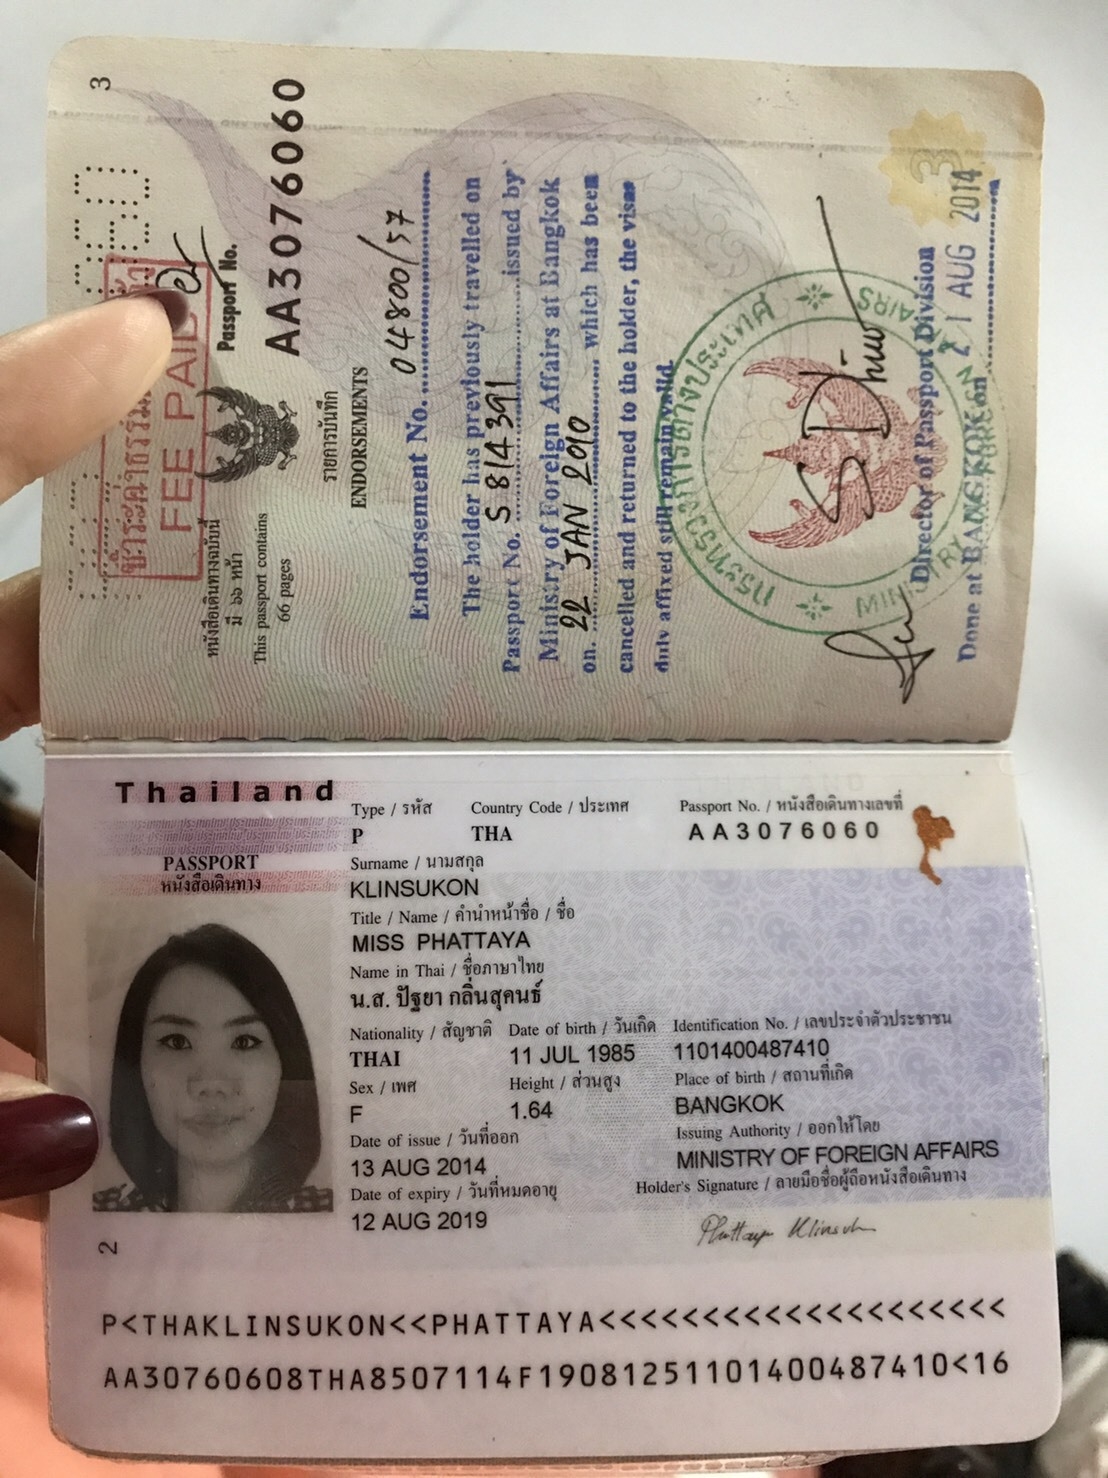 3
ชำระค่าธรรมเนียมแล้ว
FEE PAID
Passport No.
AA3076060
หนังสือเดินทางฉบับนี้
มี ๖๖ หน้า
This passport contains
66 pages
รายการบันทึก
ENDORSEMENTS
Endorsement No. 04800/57
The holder has previously travelled on
Passport No. S 814391 issued by
Ministry of Foreign Affairs at Bangkok
on. 22 JAN 2010, which has been
cancelled and returned to the holder, the visas
duly affixed still remain valid.
กระทรวงการต่างประเทศ
MINISTRY FOREIGN AFFAIRS
Director of Passport Division
Done at BANGKOK on 21 AUG 2014
3
Thailand
PASSPORT
หนังสือเดินทาง
Type / รหัส Country Code / ประเทศ Passport No. / หนังสือเดินทางเลขที่
P THA AA3076060
Surname / นามสกุล
KLINSUKON
Title / Name / คำนำหน้าชื่อ / ชื่อ
MISS PHATTAYA
Name in Thai / ชื่อภาษาไทย
น.ส. ปัฐยา กลิ่นสุคนธ์
Nationality / สัญชาติ Date of birth / วันเกิด Identification No. / เลขประจำตัวประชาชน
THAI 11 JUL 1985 1101400487410
Sex / เพศ Height / ส่วนสูง Place of birth / สถานที่เกิด
F 1.64 BANGKOK
Date of issue / วันที่ออก Issuing Authority / ออกให้โดย
13 AUG 2014 MINISTRY OF FOREIGN AFFAIRS
Date of expiry / วันที่หมดอายุ Holder's Signature / ลายมือชื่อผู้ถือหนังสือเดินทาง
12 AUG 2019
2
P<THAKLINSUKON<<PHATTAYA<<<<<<<<<<<<<<<<<<<<
AA30760608THA8507114F19081251101400487410<16